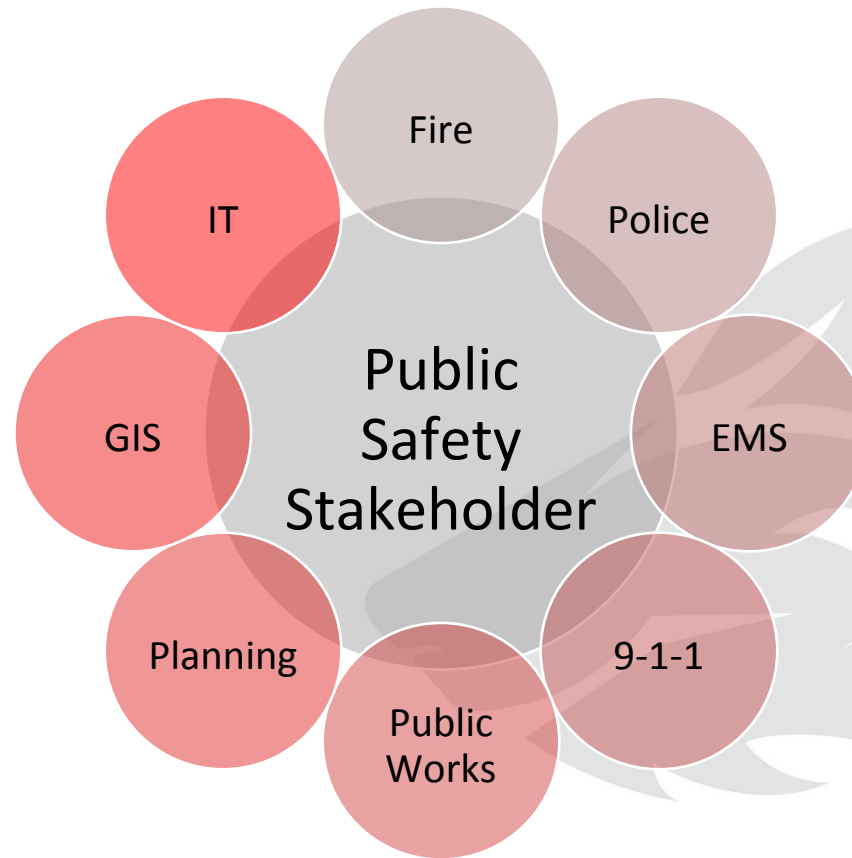 Fire
Police
EMS
9-1-1
Public
Works
Planning
GIS
IT
Public
Safety
Stakeholder